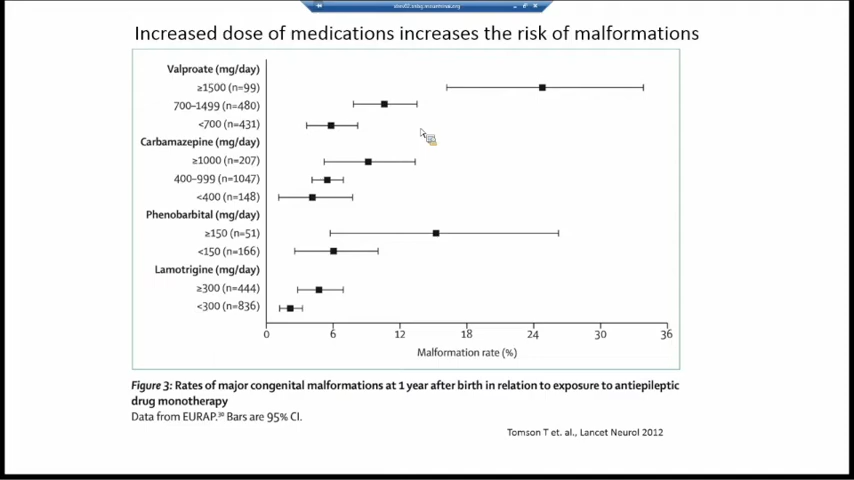 Increased dose of medications increases the risk of malformations
Valproate (mg/day)
≥1500 (n=99)
700–1499 (n=480)
<700 (n=431)
Carbamazepine (mg/day)
≥1000 (n=207)
400–999 (n=1047)
<400 (n=148)
Phenobarbital (mg/day)
≥150 (n=51)
<150 (n=166)
Lamotrigine (mg/day)
≥300 (n=444)
<300 (n=836)
0 6 12 18 24 30 36
Malformation rate (%)
Figure 3: Rates of major congenital malformations at 1 year after birth in relation to exposure to antiepileptic
drug monotherapy
Data from EURAP.³⁸ Bars are 95% CI.
Tomson T et. al., Lancet Neurol 2012